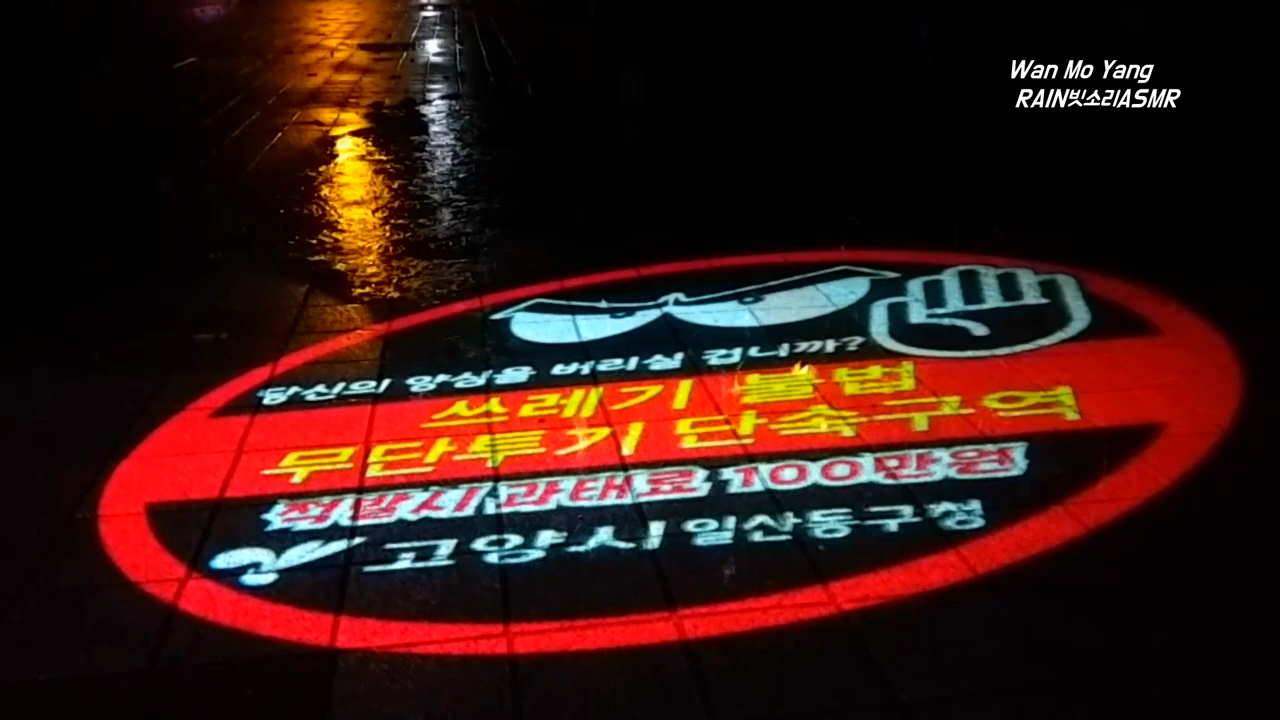 Wan Mo Yang
RAIN빗소리ASMR
당신의 양심을 버리실 겁니까?
쓰레기 불법
무단투기 단속구역
적발시 과태료 100만원
고양시 일산동구청